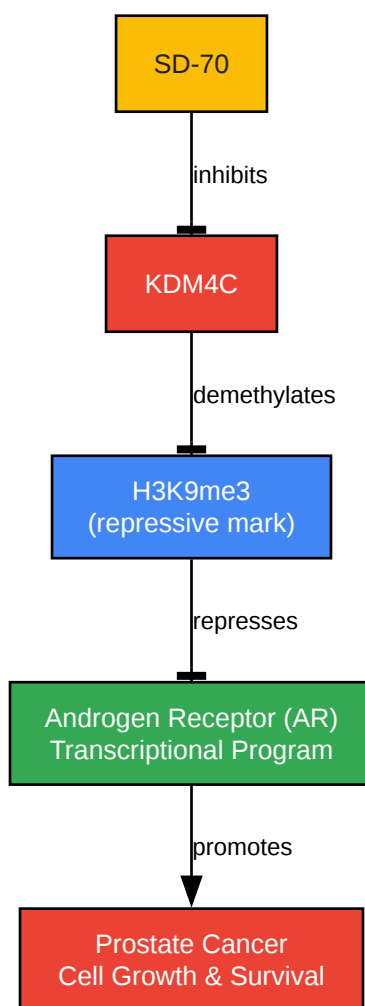 SD-70
inhibits
KDM4C
demethylates
H3K9me3
(repressive mark)
represses
Androgen Receptor (AR)
Transcriptional Program
promotes
Prostate Cancer
Cell Growth & Survival